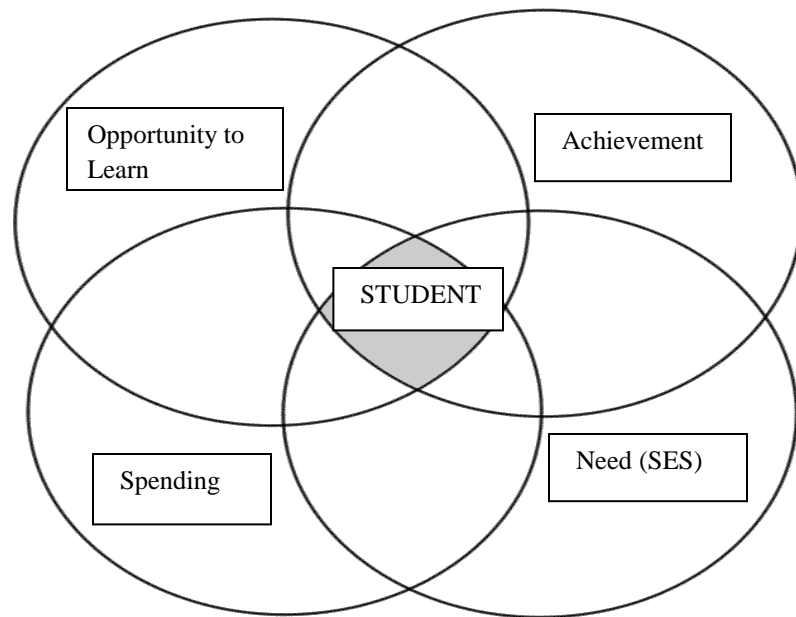 Opportunity to
Learn
Achievement
STUDENT
Spending
Need (SES)